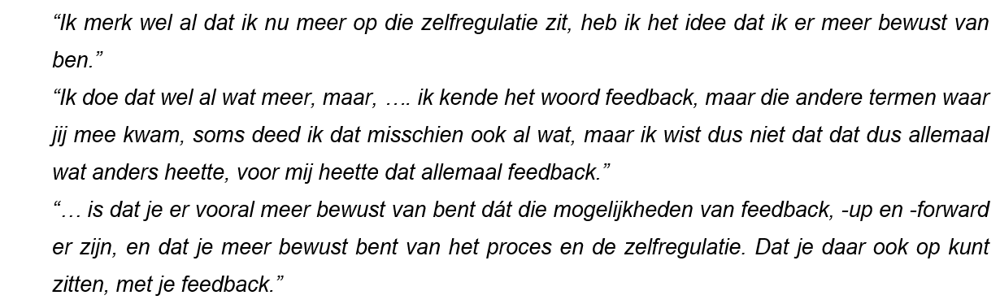 “Ik merk wel al dat ik nu meer op die zelfregulatie zit, heb ik het idee dat ik er meer bewust van
ben.”
“Ik doe dat wel al wat meer, maar, …. ik kende het woord feedback, maar die andere termen waar
jij mee kwam, soms deed ik dat misschien ook al wat, maar ik wist dus niet dat dat dus allemaal
wat anders heette, voor mij heette dat allemaal feedback.”
“… is dat je er vooral meer bewust van bent dát die mogelijkheden van feedback, -up en -forward
er zijn, en dat je meer bewust bent van het proces en de zelfregulatie. Dat je daar ook op kunt
zitten, met je feedback.”